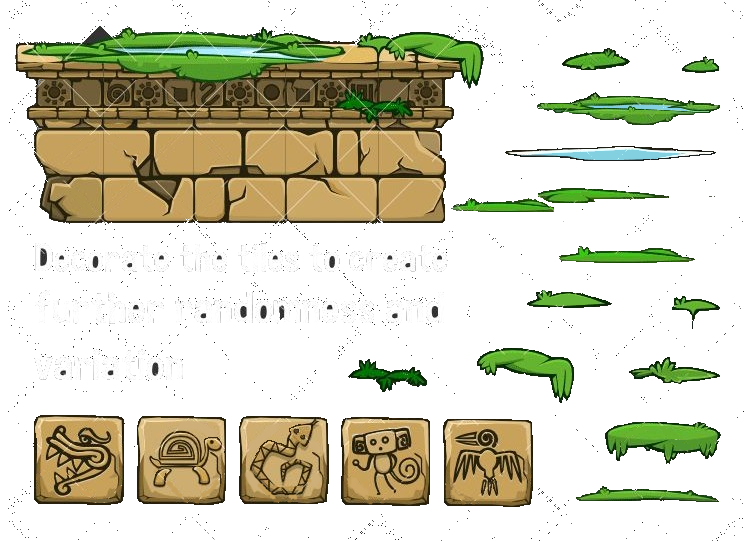 Decorate the tiles to create
further randomness and
variation